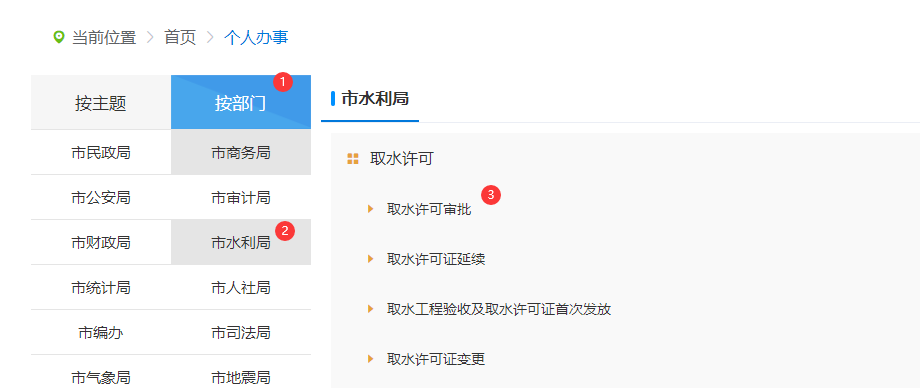 当前位置 > 首页 > 个人办事
按主题 按部门 1
市民政局 市商务局
市公安局 市审计局
市财政局 市水利局 2
市统计局 市人社局
市编办 市司法局
市气象局 市地震局
市水利局
取水许可
取水许可审批 3
取水许可证延续
取水工程验收及取水许可证首次发放
取水许可证变更